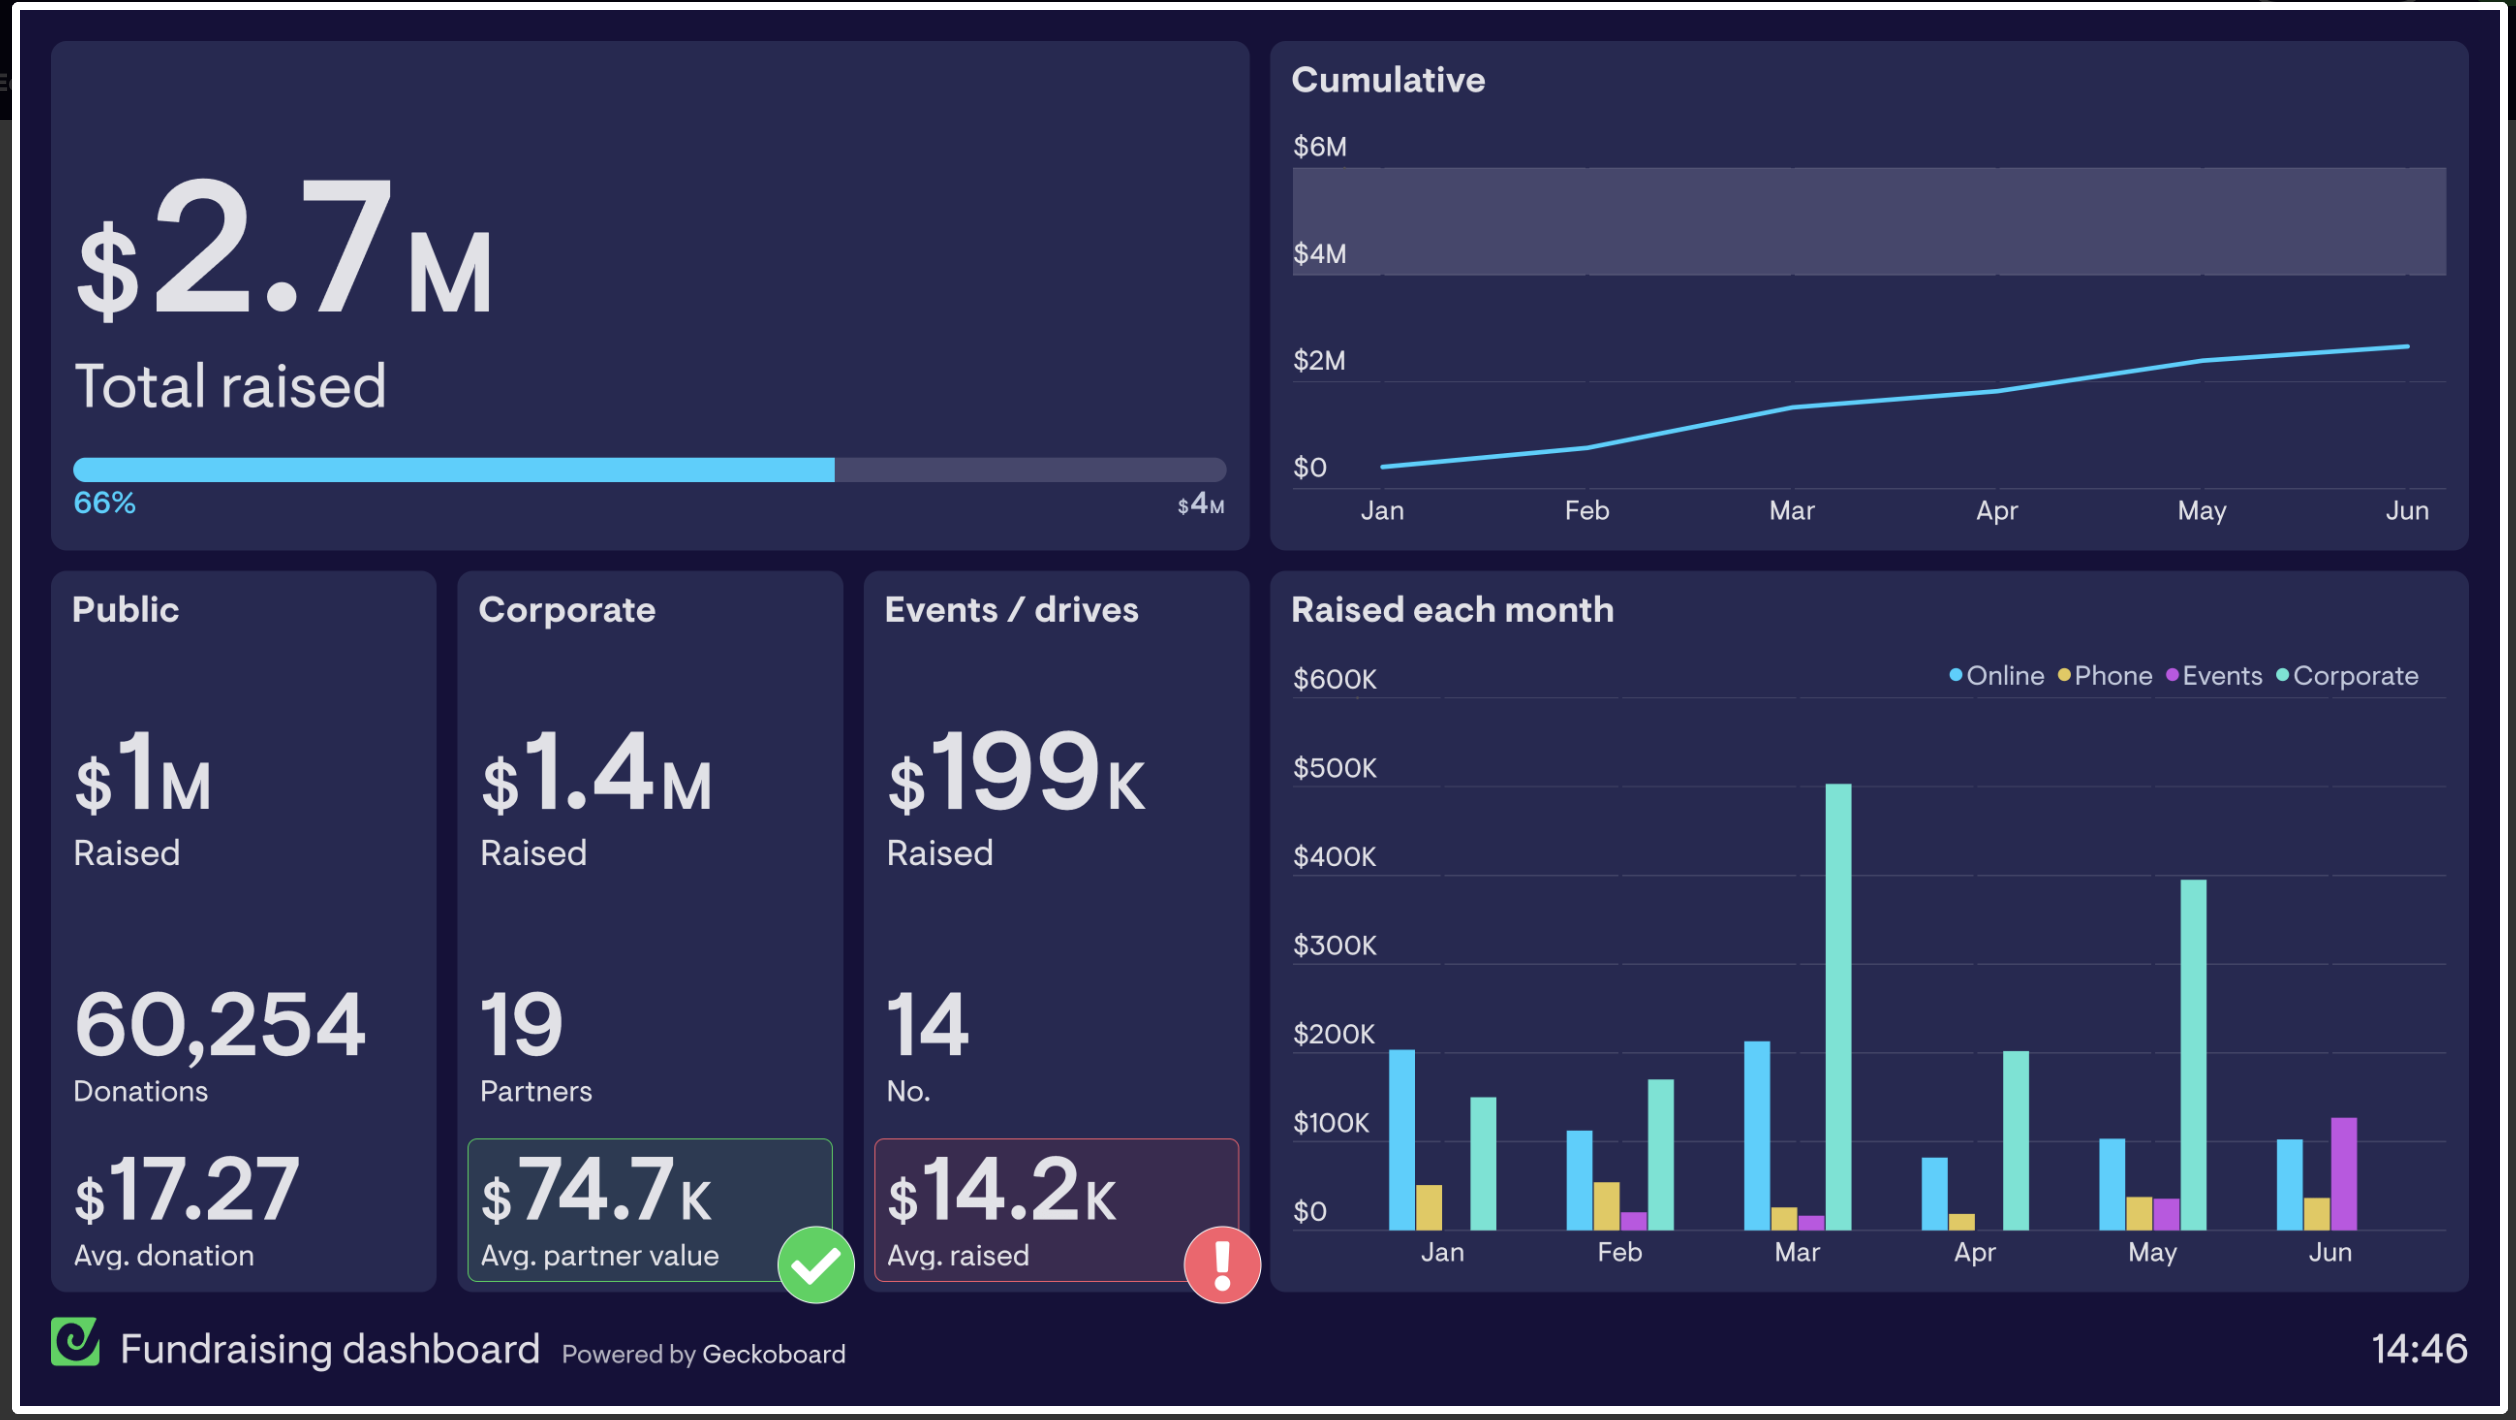 $2.7M
Total raised
66%
$4M
Cumulative
$6M
$4M
$2M
$0
Jan Feb Mar Apr May Jun
Public
$1M
Raised
60,254
Donations
$17.27
Avg. donation
Corporate
$1.4M
Raised
19
Partners
$74.7K
Avg. partner value
Events / drives
$199K
Raised
14
No.
$14.2K
Avg. raised
!
Raised each month
Online Phone Events Corporate
$600K
$500K
$400K
$300K
$200K
$100K
$0
Jan Feb Mar Apr May Jun
Fundraising dashboard Powered by Geckoboard
14:46